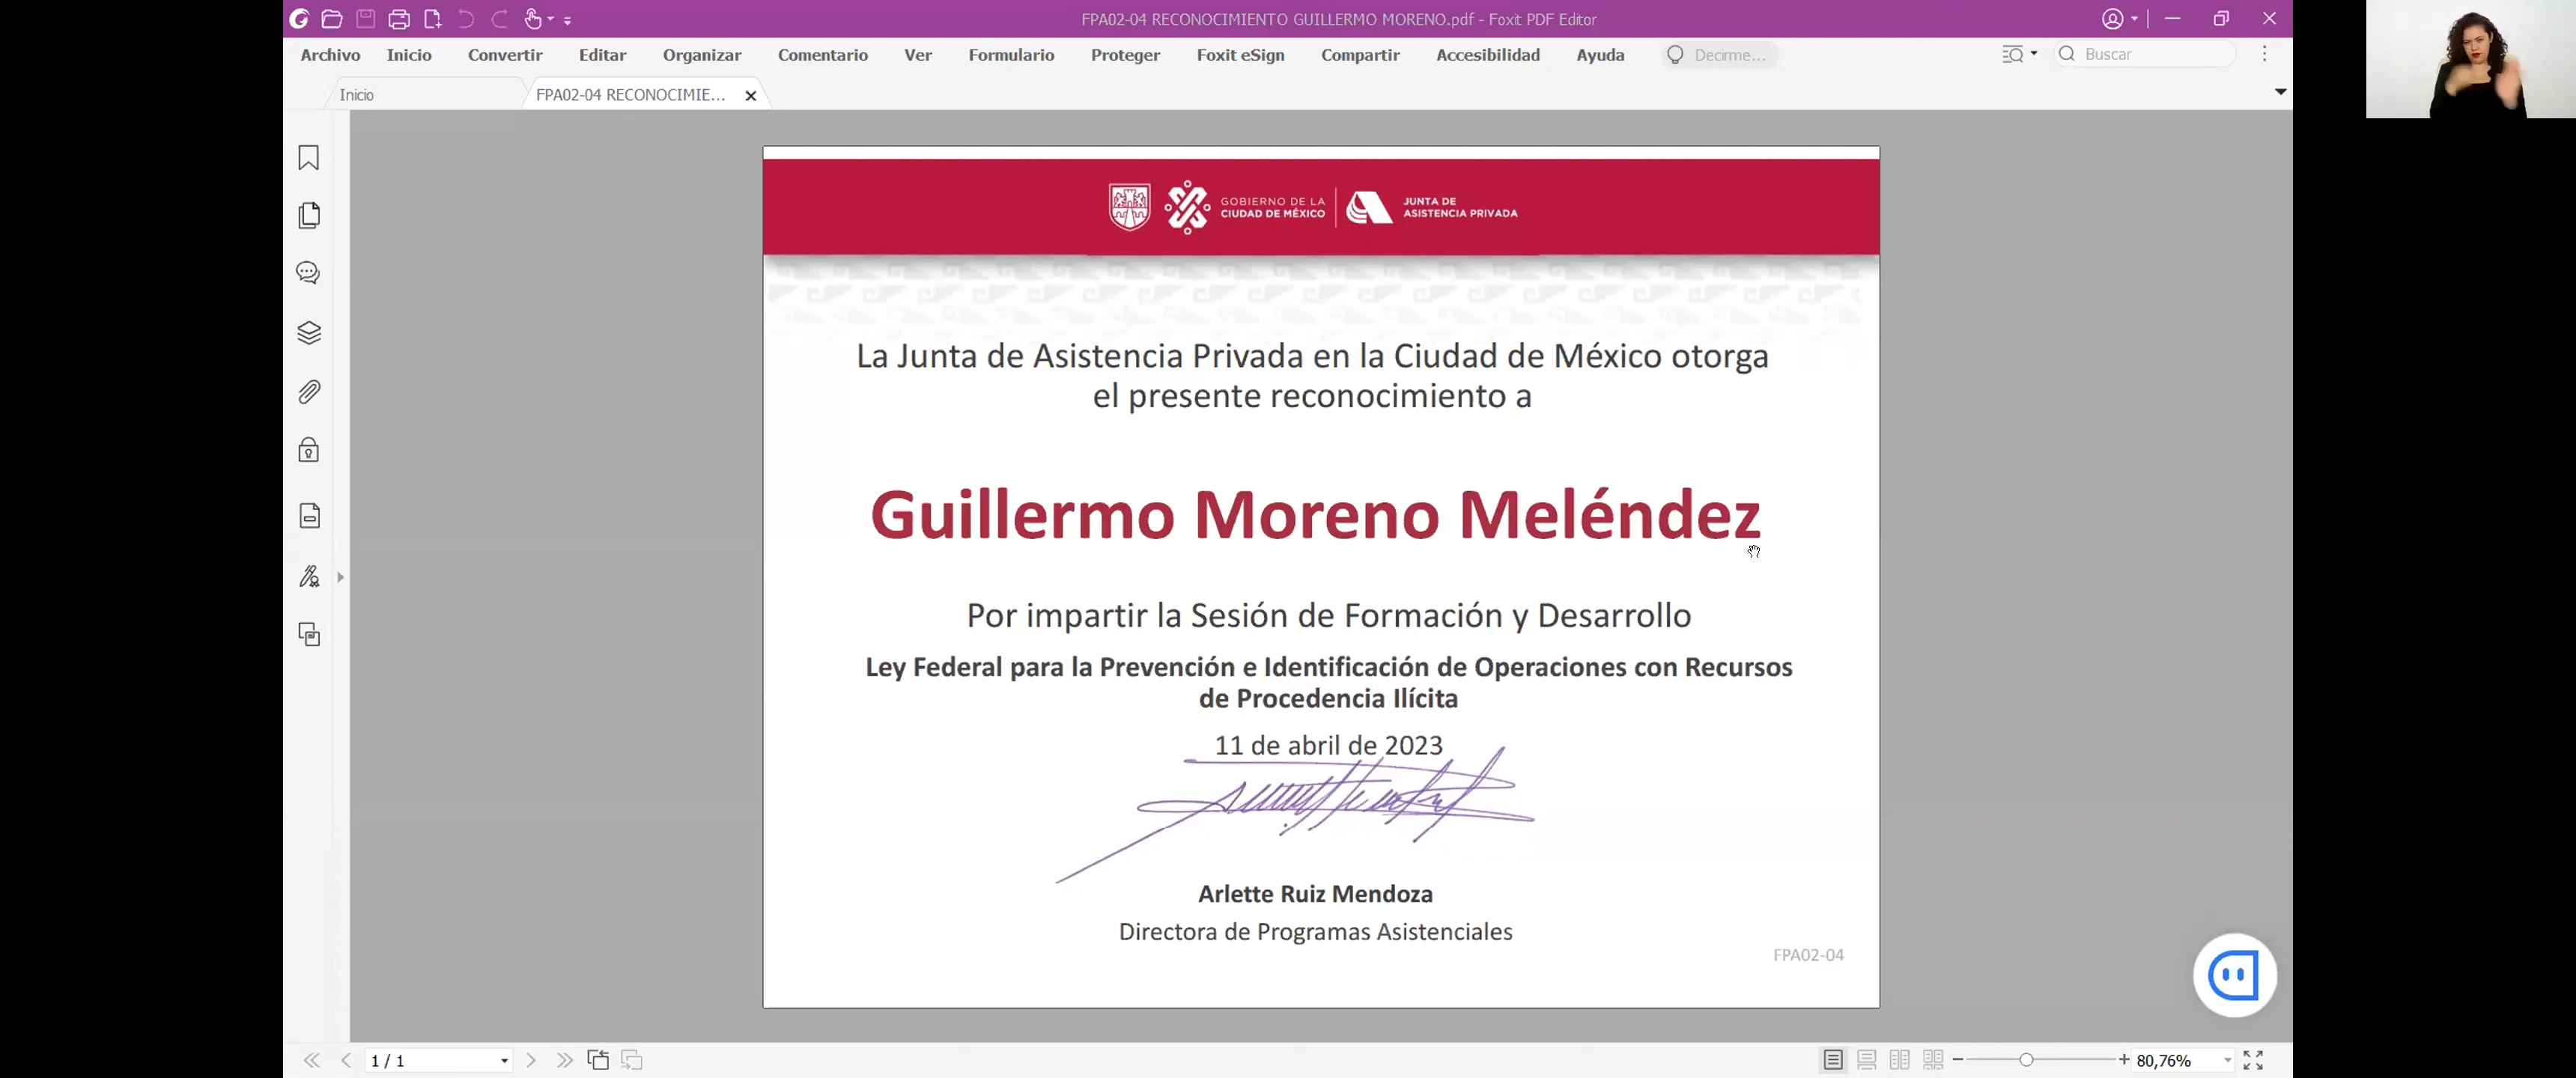 FPA02-04 RECONOCIMIENTO GUILLERMO MORENO.pdf - Foxit PDF Editor
Archivo Inicio Convertir Editar Organizar Comentario Ver Formulario Proteger Foxit eSign Compartir Accesibilidad Ayuda Decirme... Buscar
Inicio FPA02-04 RECONOCIMIE...
GOBIERNO DE LA
CIUDAD DE MÉXICO
JUNTA DE
ASISTENCIA PRIVADA
La Junta de Asistencia Privada en la Ciudad de México otorga
el presente reconocimiento a
Guillermo Moreno Meléndez
Por impartir la Sesión de Formación y Desarrollo
Ley Federal para la Prevención e Identificación de Operaciones con Recursos
de Procedencia Ilícita
11 de abril de 2023
Arlette Ruiz Mendoza
Directora de Programas Asistenciales
FPA02-04
1 / 1 80,76%